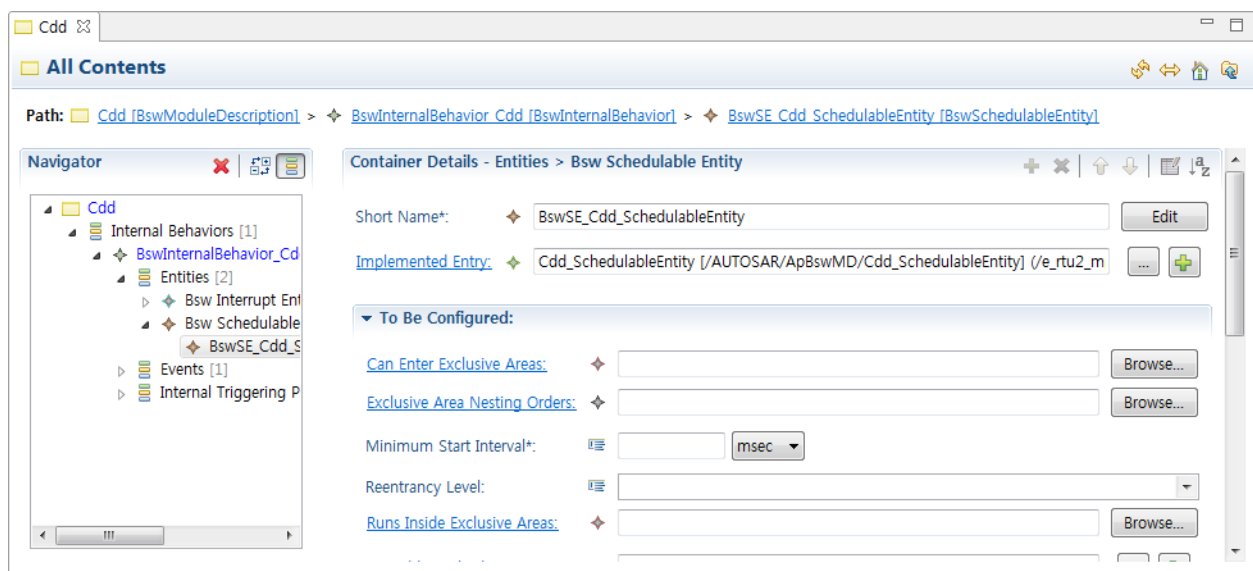 Cdd
All Contents
Path: Cdd [BswModuleDescription] > BswInternalBehavior_Cdd [BswInternalBehavior] > BswSE_Cdd_SchedulableEntity [BswSchedulableEntity]
Navigator
Cdd
Internal Behaviors [1]
BswInternalBehavior_Cd
Entities [2]
Bsw Interrupt Ent
Bsw Schedulable
BswSE_Cdd_S
Events [1]
Internal Triggering P
Container Details - Entities > Bsw Schedulable Entity
Short Name*: BswSE_Cdd_SchedulableEntity Edit
Implemented Entry: Cdd_SchedulableEntity [/AUTOSAR/ApBswMD/Cdd_SchedulableEntity] (/e_rtu2_m ...
To Be Configured:
Can Enter Exclusive Areas: Browse...
Exclusive Area Nesting Orders: Browse...
Minimum Start Interval*: msec
Reentrancy Level:
Runs Inside Exclusive Areas: Browse...